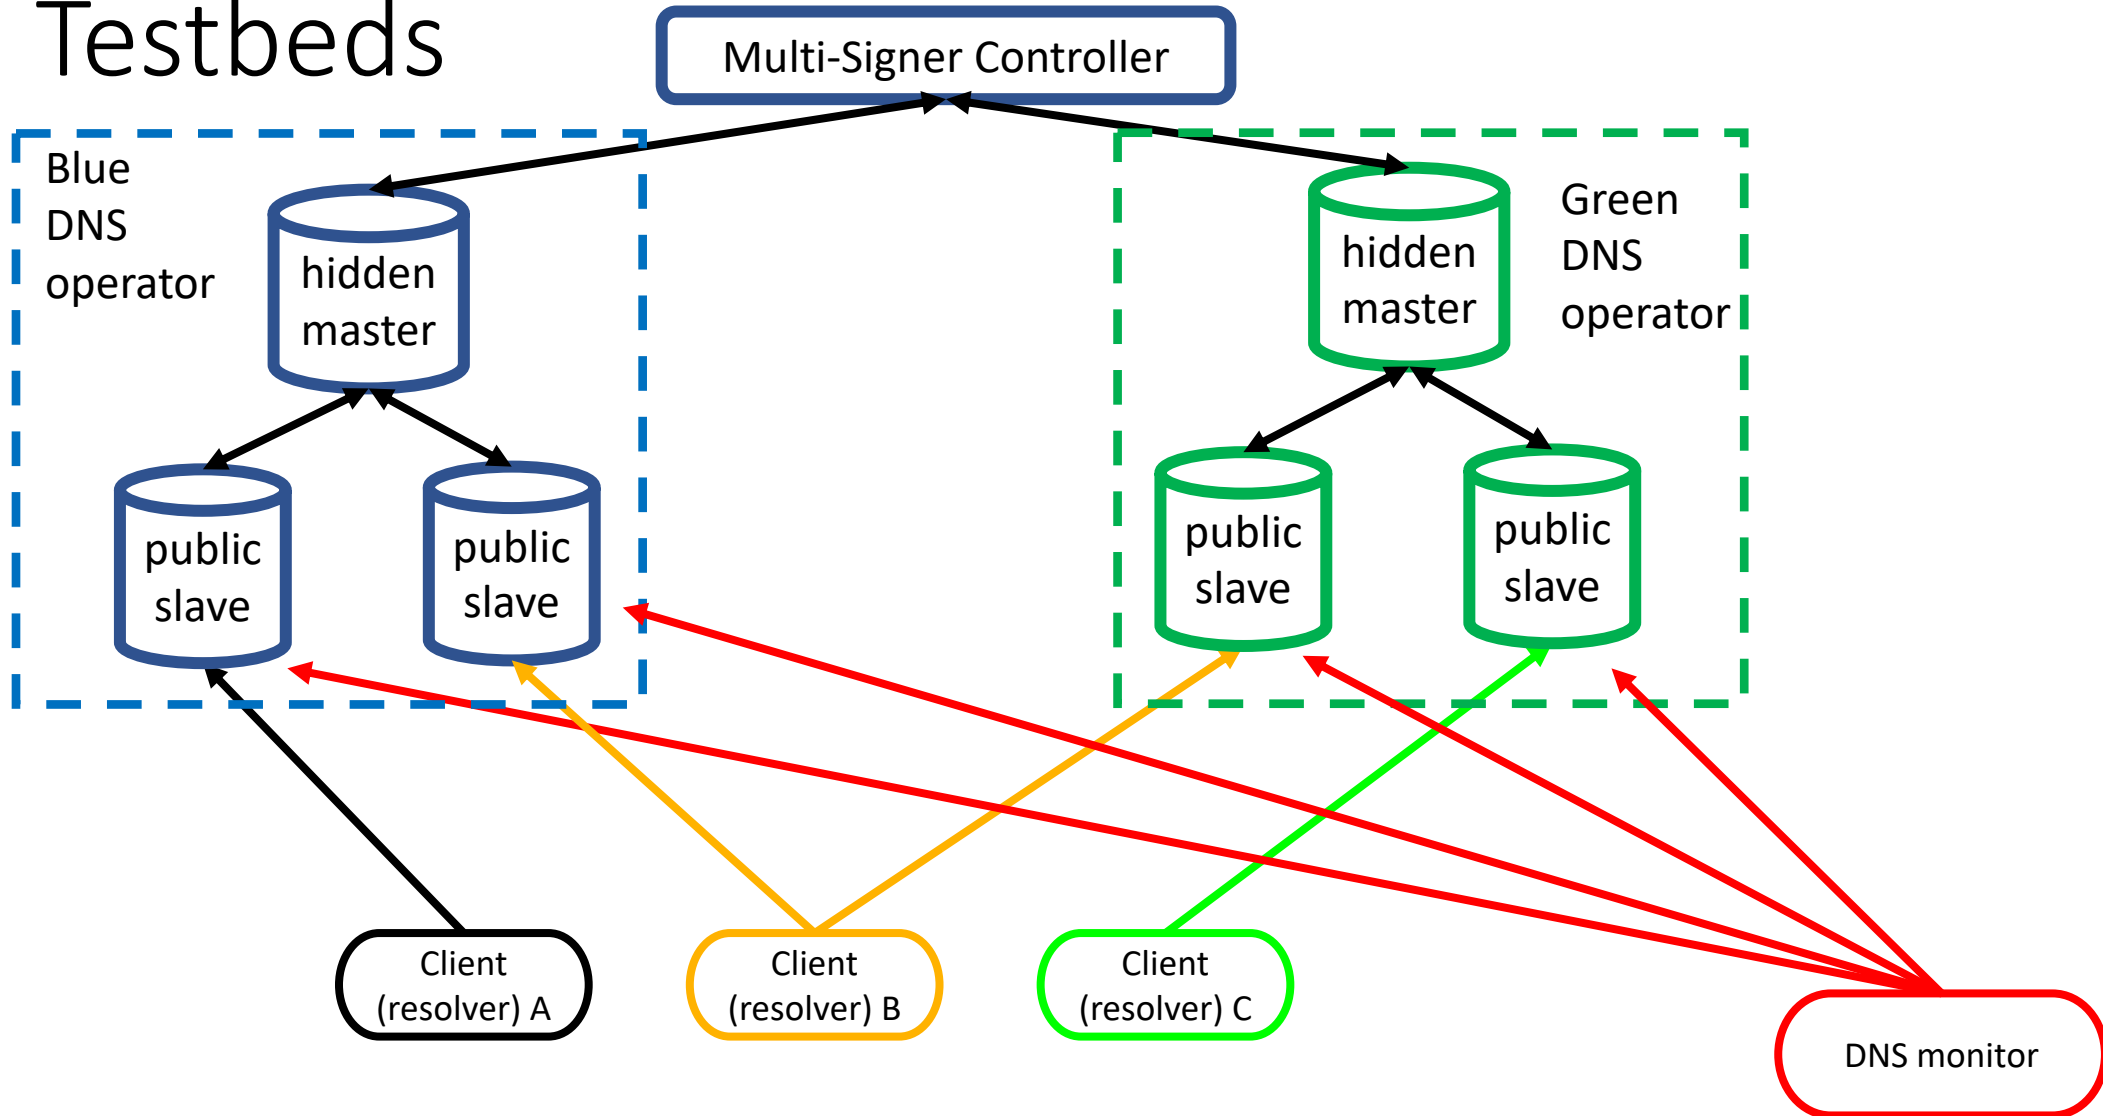 Testbeds
Multi-Signer Controller
Blue
DNS
operator
hidden
master
public
slave
public
slave
Green
DNS
operator
hidden
master
public
slave
public
slave
Client
(resolver) A
Client
(resolver) B
Client
(resolver) C
DNS monitor